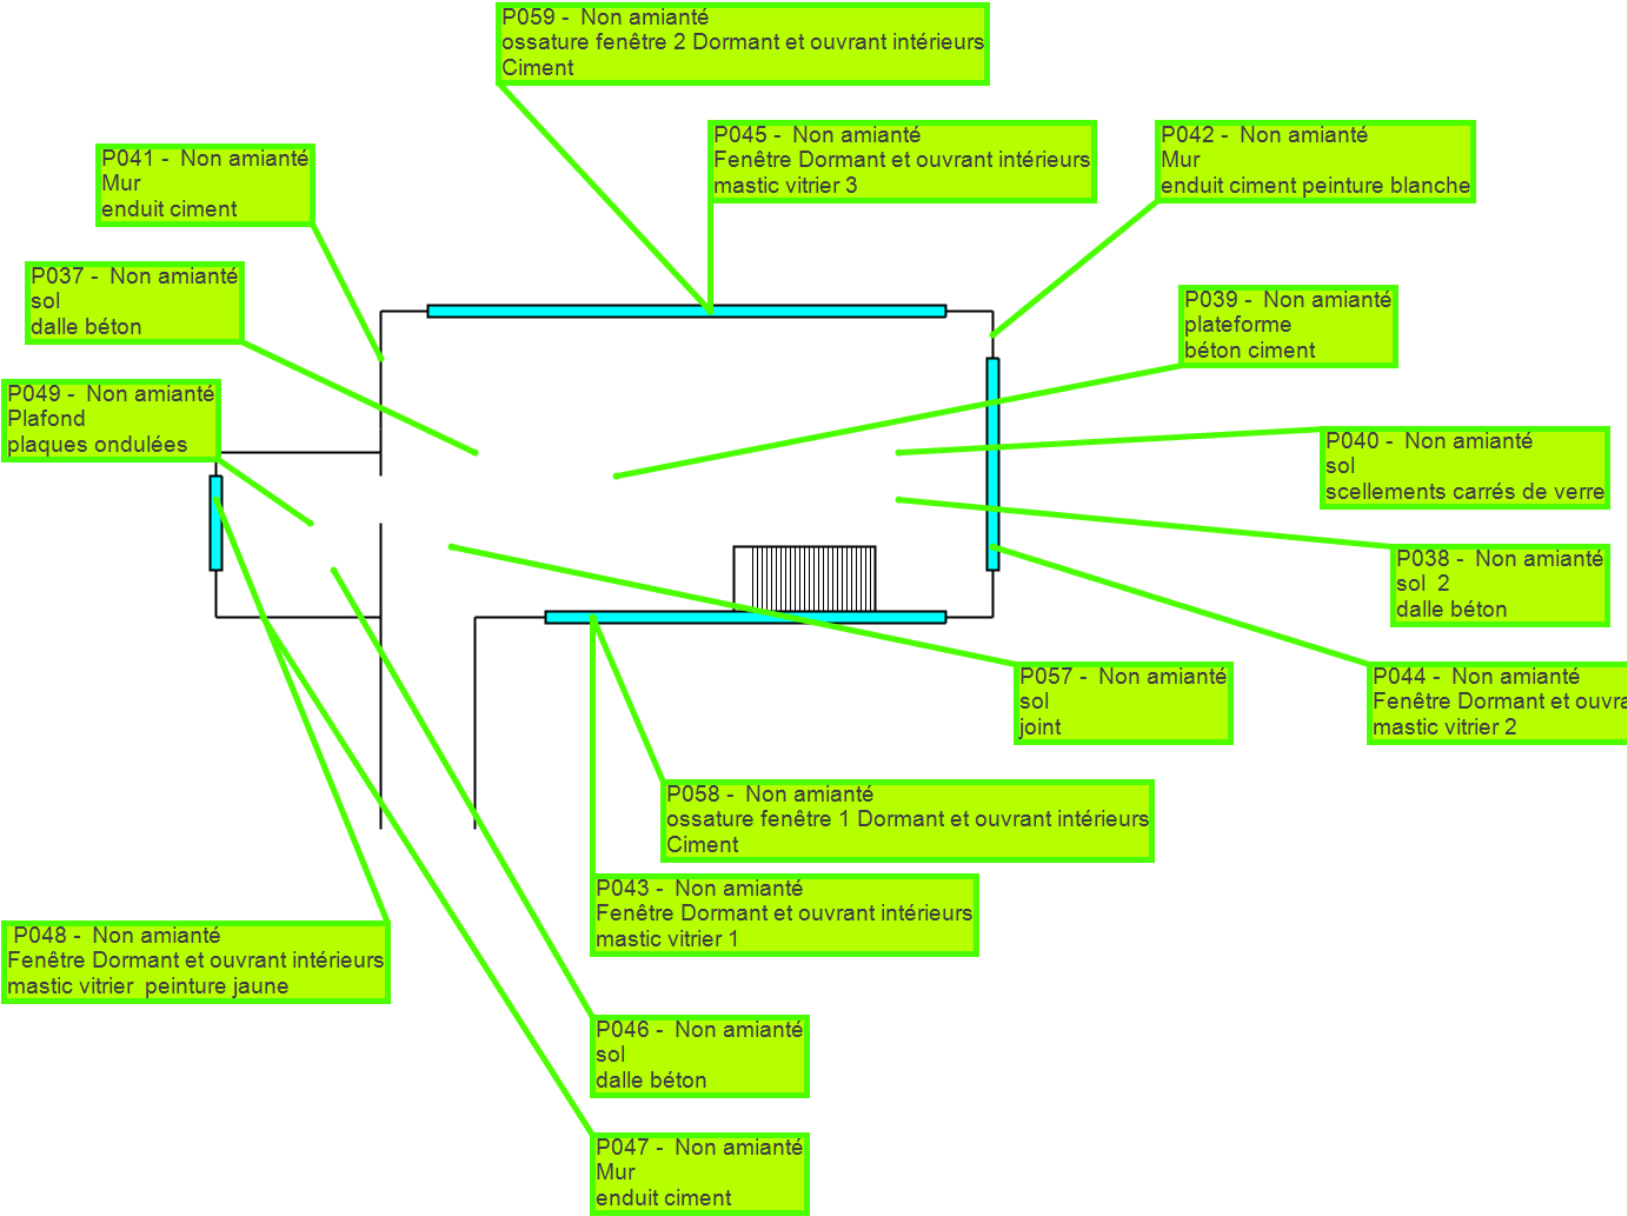 P059 - Non amianté
ossature fenêtre 2 Dormant et ouvrant intérieurs
Ciment
P045 - Non amianté
Fenêtre Dormant et ouvrant intérieurs
mastic vitrier 3
P042 - Non amianté
Mur
enduit ciment peinture blanche
P041 - Non amianté
Mur
enduit ciment
P037 - Non amianté
sol
dalle béton
P039 - Non amianté
plateforme
béton ciment
P049 - Non amianté
Plafond
plaques ondulées
P040 - Non amianté
sol
scellements carrés de verre
P038 - Non amianté
sol 2
dalle béton
P057 - Non amianté
sol
joint
P044 - Non amianté
Fenêtre Dormant et ouvra
mastic vitrier 2
P058 - Non amianté
ossature fenêtre 1 Dormant et ouvrant intérieurs
Ciment
P043 - Non amianté
Fenêtre Dormant et ouvrant intérieurs
mastic vitrier 1
P048 - Non amianté
Fenêtre Dormant et ouvrant intérieurs
mastic vitrier peinture jaune
P046 - Non amianté
sol
dalle béton
P047 - Non amianté
Mur
enduit ciment